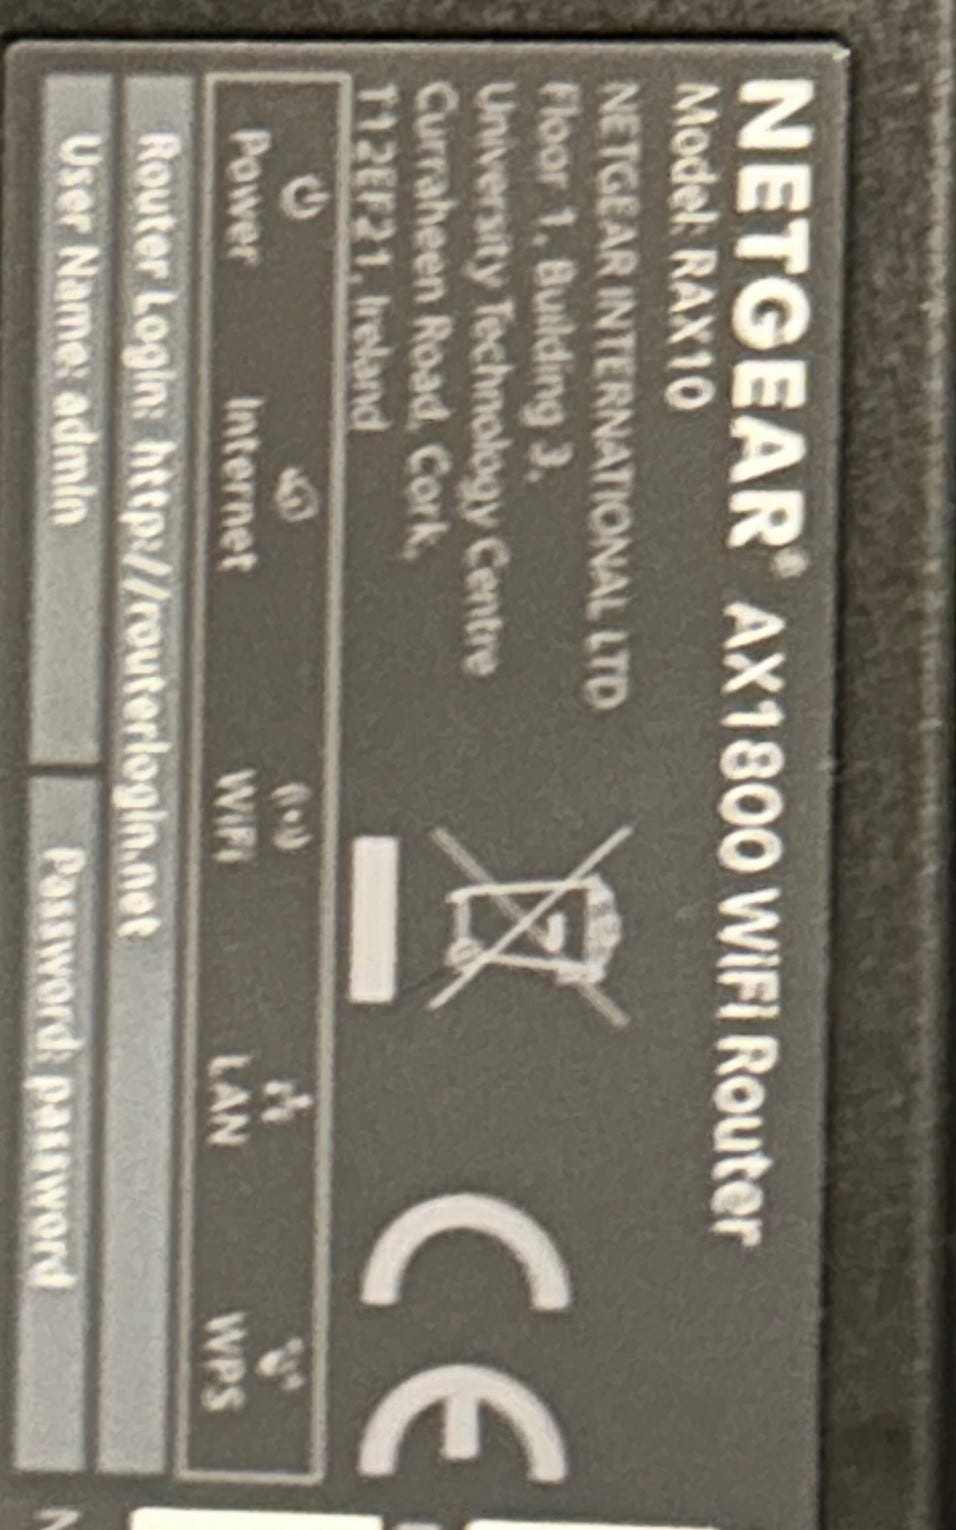 NETGEAR® AX1800 WiFi Router
Model: RAX10
NETGEAR INTERNATIONAL LTD
Floor 1, Building 3,
University Technology Centre
Curraheen Road, Cork,
T12EF21, Ireland
CE
Power Internet WiFi LAN WPS
Router Login: http://routerlogin.net
User Name: admin Password: password